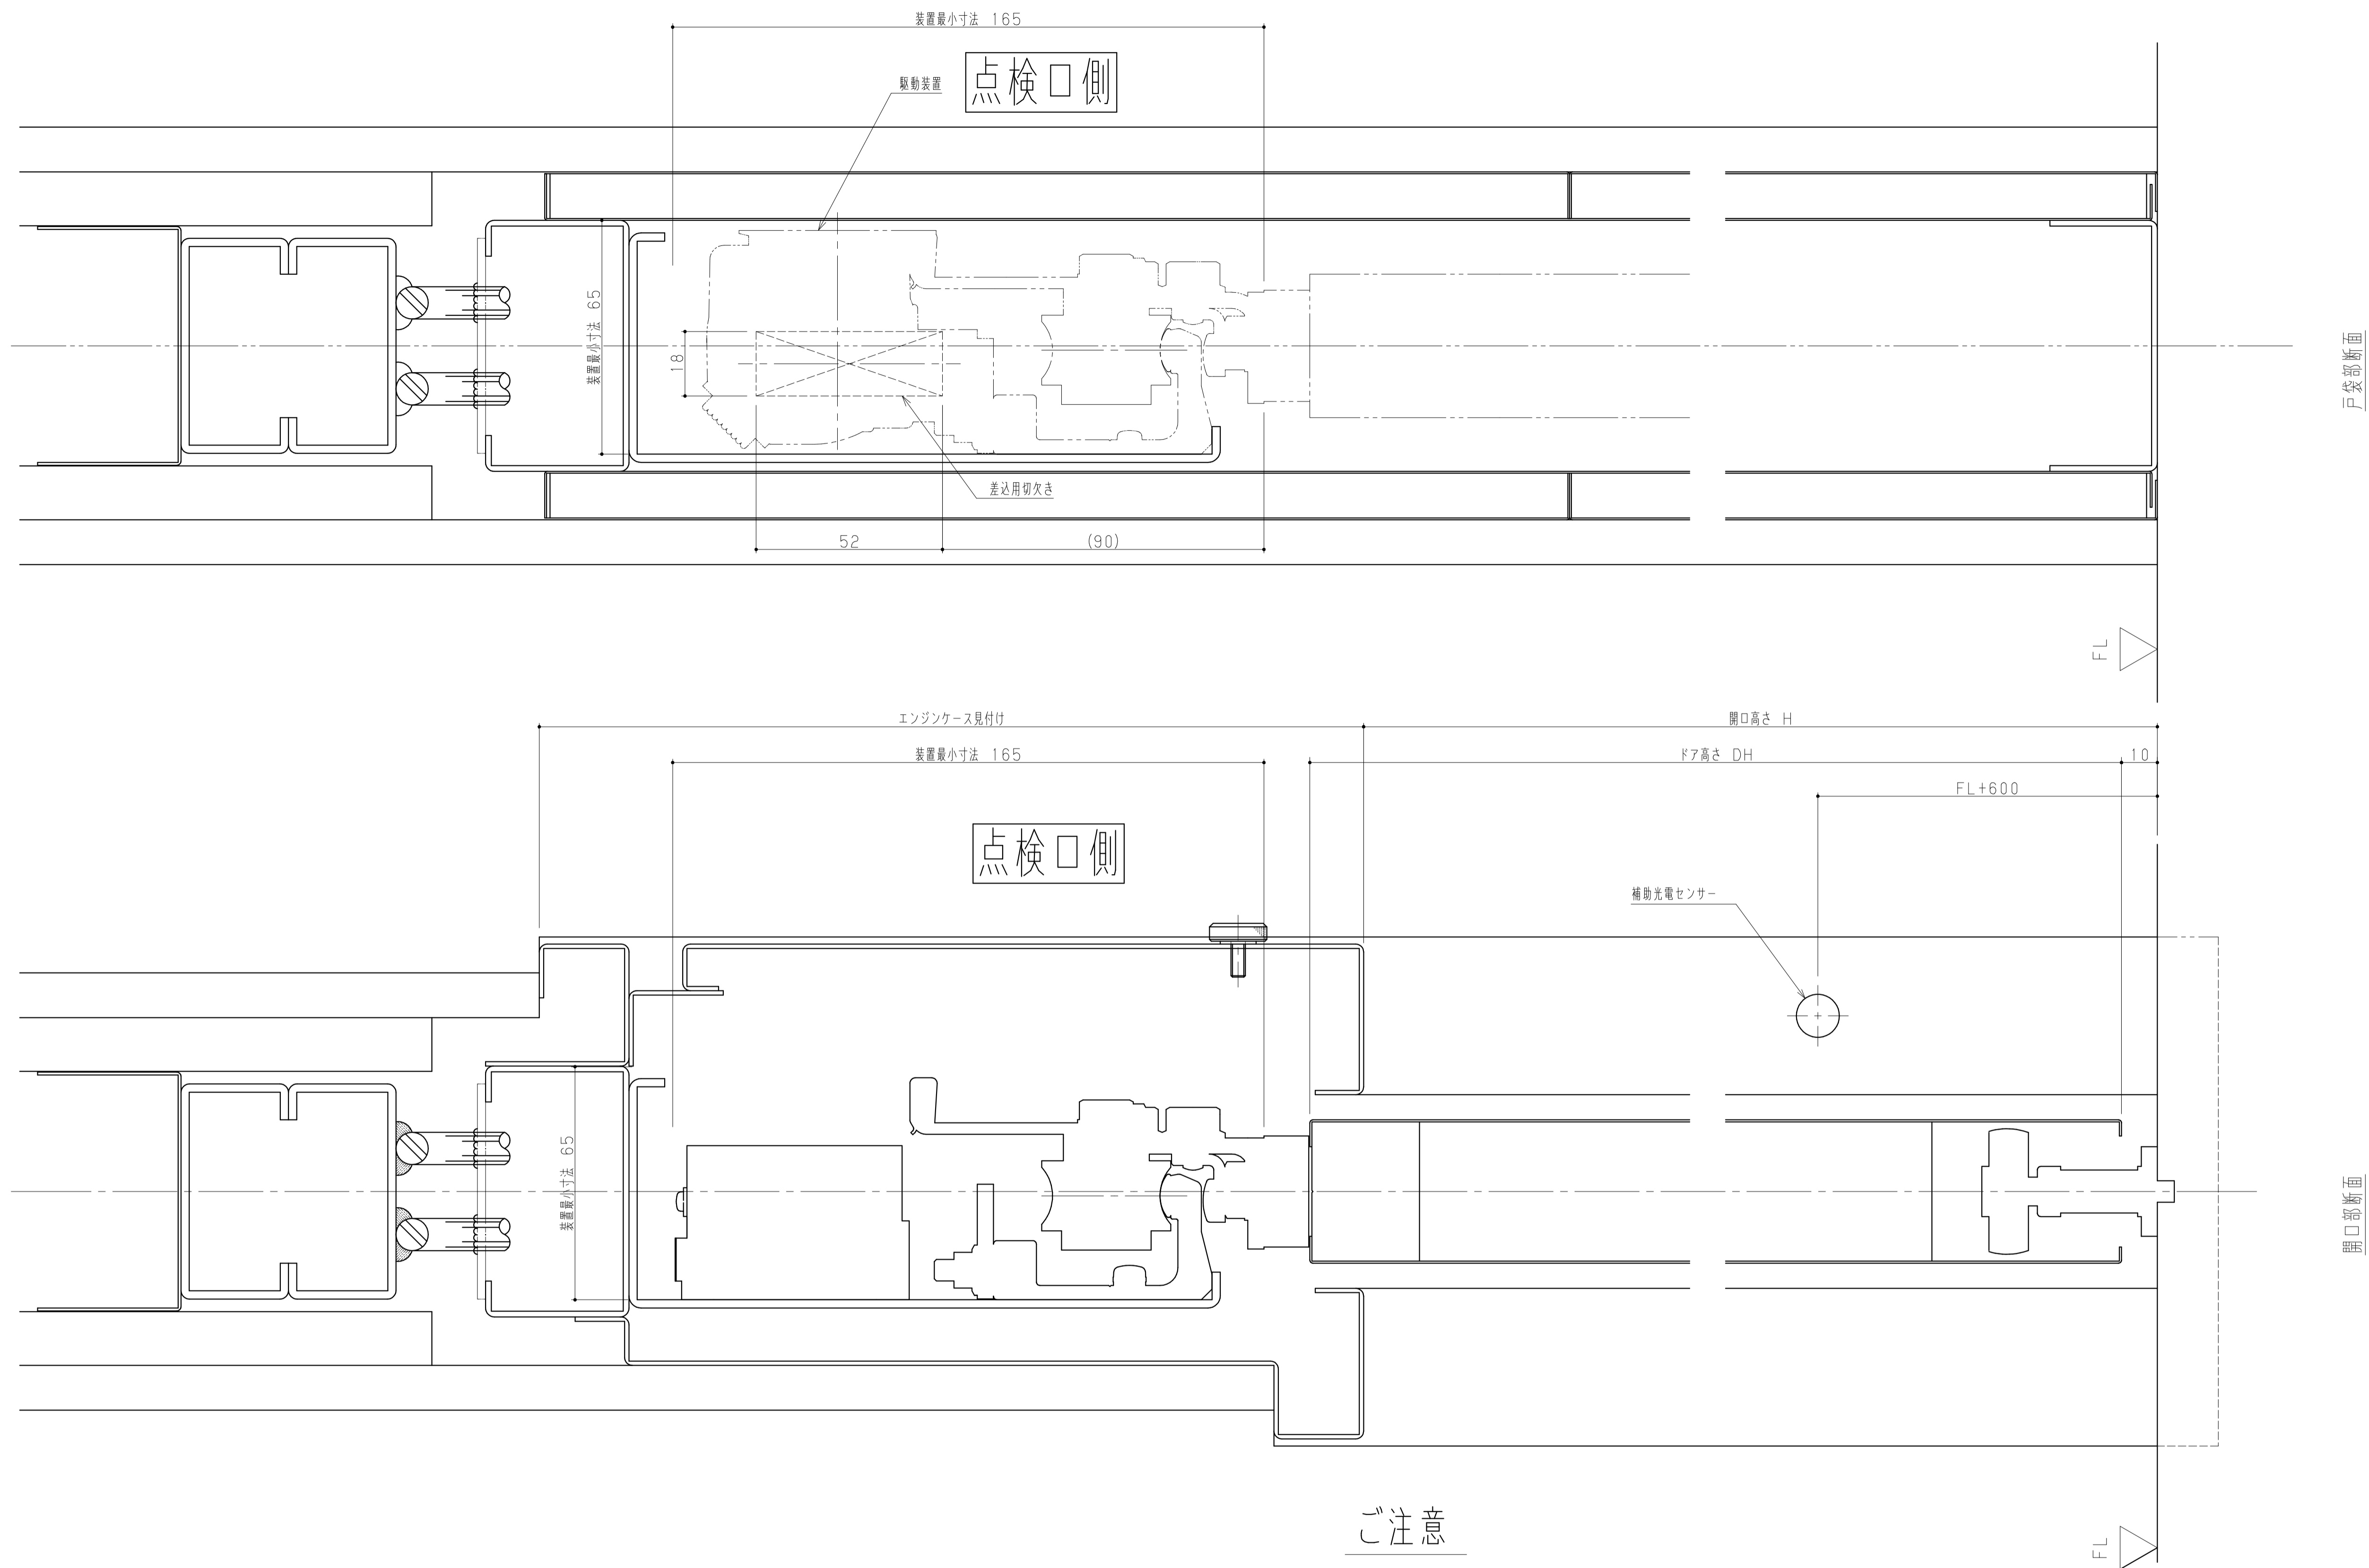 装置最小寸法 165
点検口側
駆動装置
装置最小寸法 65
18
差込用切欠き
52
(90)
戸袋部断面
FL
エンジンケース見付け
開口高さ H
装置最小寸法 165
ドア高さ DH
10
FL+600
点検口側
補助光電センサー
装置最小寸法 65
開口部断面
ご注意
FL